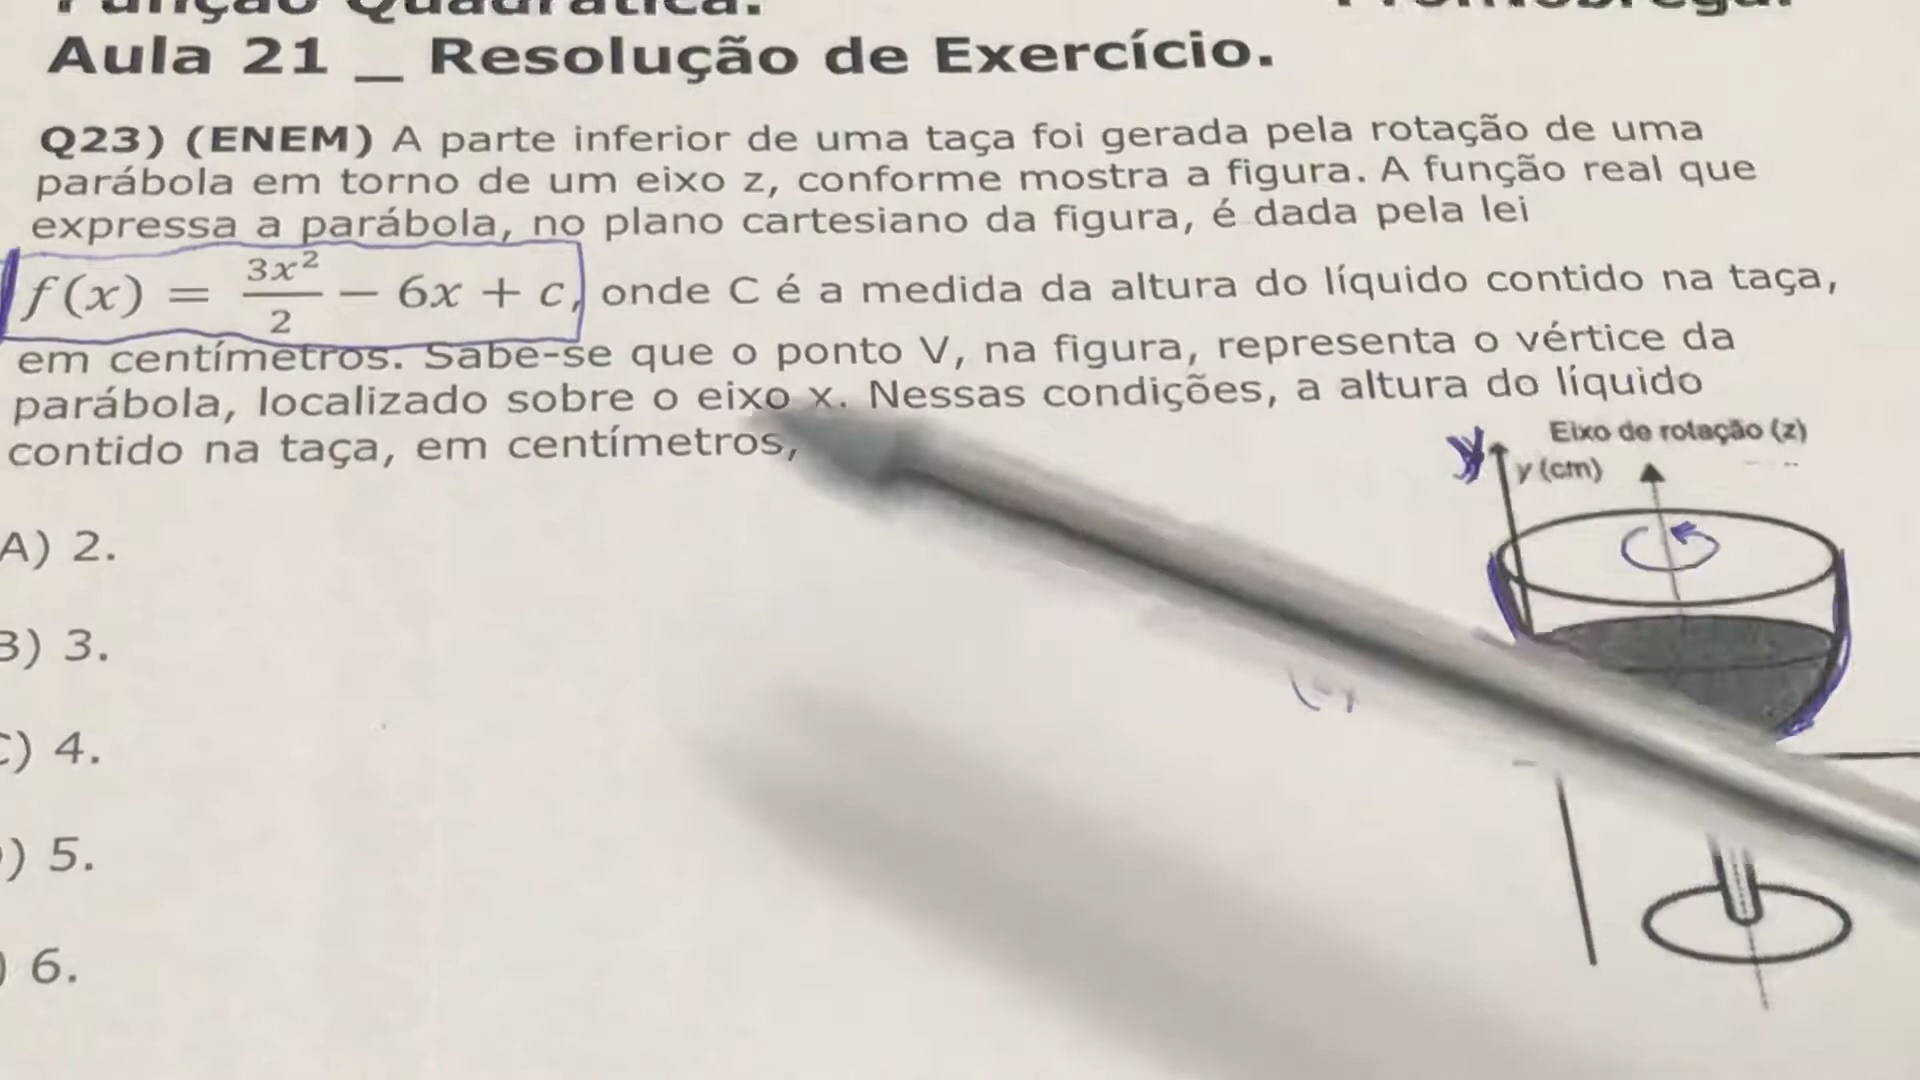 Função Quadrática.
Aula 21 _ Resolução de Exercício.
Q23) (ENEM) A parte inferior de uma taça foi gerada pela rotação de uma
parábola em torno de um eixo z, conforme mostra a figura. A função real que
expressa a parábola, no plano cartesiano da figura, é dada pela lei
f(x) = 3x²/2 − 6x + c, onde C é a medida da altura do líquido contido na taça,
em centímetros. Sabe-se que o ponto V, na figura, representa o vértice da
parábola, localizado sobre o eixo x. Nessas condições, a altura do líquido
contido na taça, em centímetros,
Eixo de rotação (z)
y y (cm)
A) 2.
B) 3.
C) 4.
) 5.
) 6.